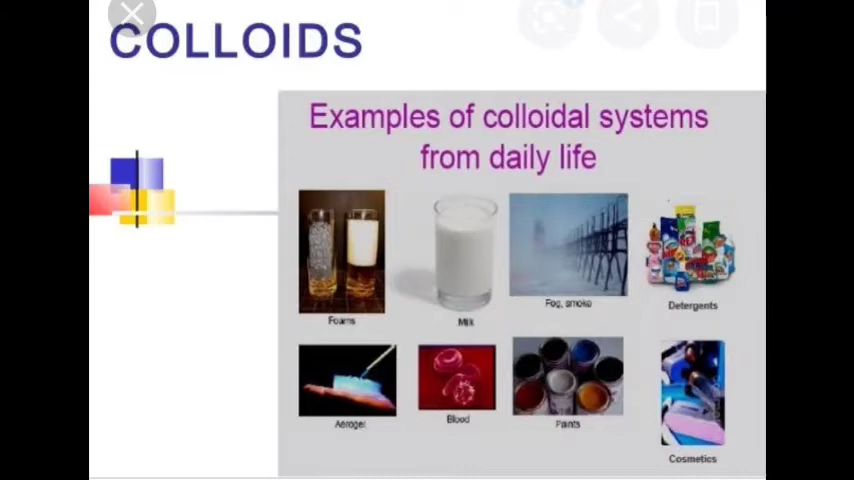 COLLOIDS
Examples of colloidal systems
from daily life
Foams
Milk
Fog, smoke
Detergents
Aerogel
Blood
Paints
Cosmetics